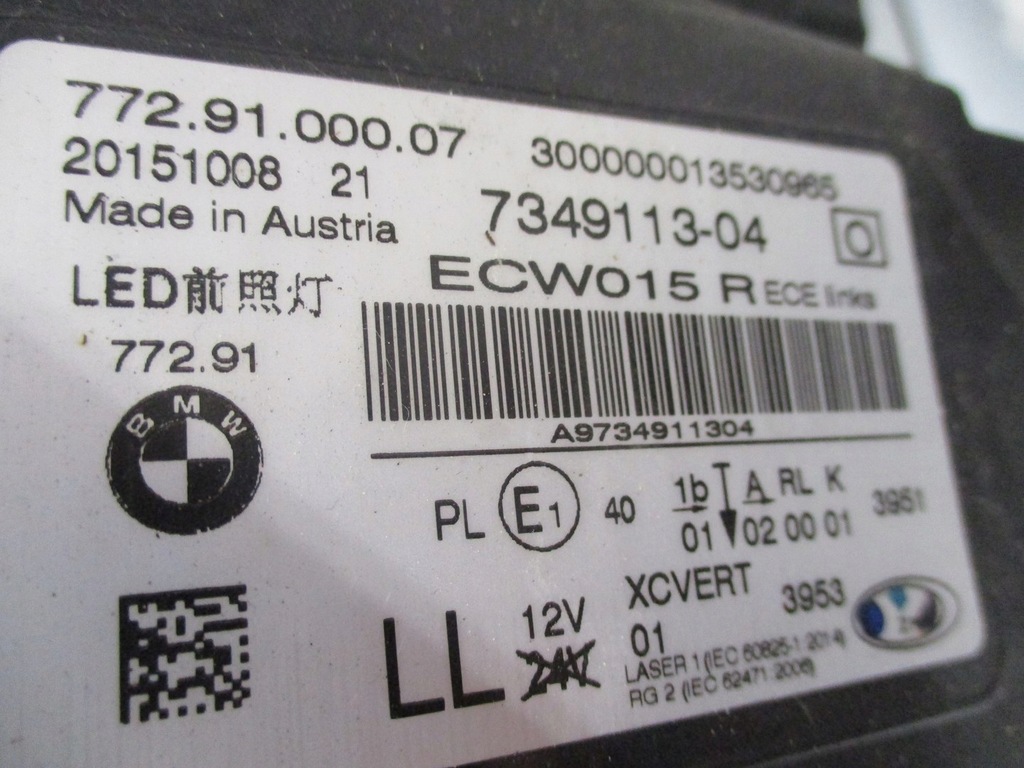 772.91.000.07
300000013530965
20151008 21
7349113-04
Made in Austria
ECW015 R ECE links
LED前照灯
772.91
BMW
A9734911304
PL E1 40
1b A RL K
3951
01 02 00 01
LL
12V
24V
XCVERT
3953
01
LASER 1 (IEC 60825-1:2014)
RG 2 (IEC 62471:2006)